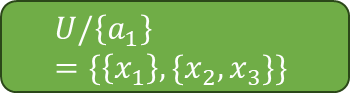 U/{a₁}
= {{x₁}, {x₂, x₃}}